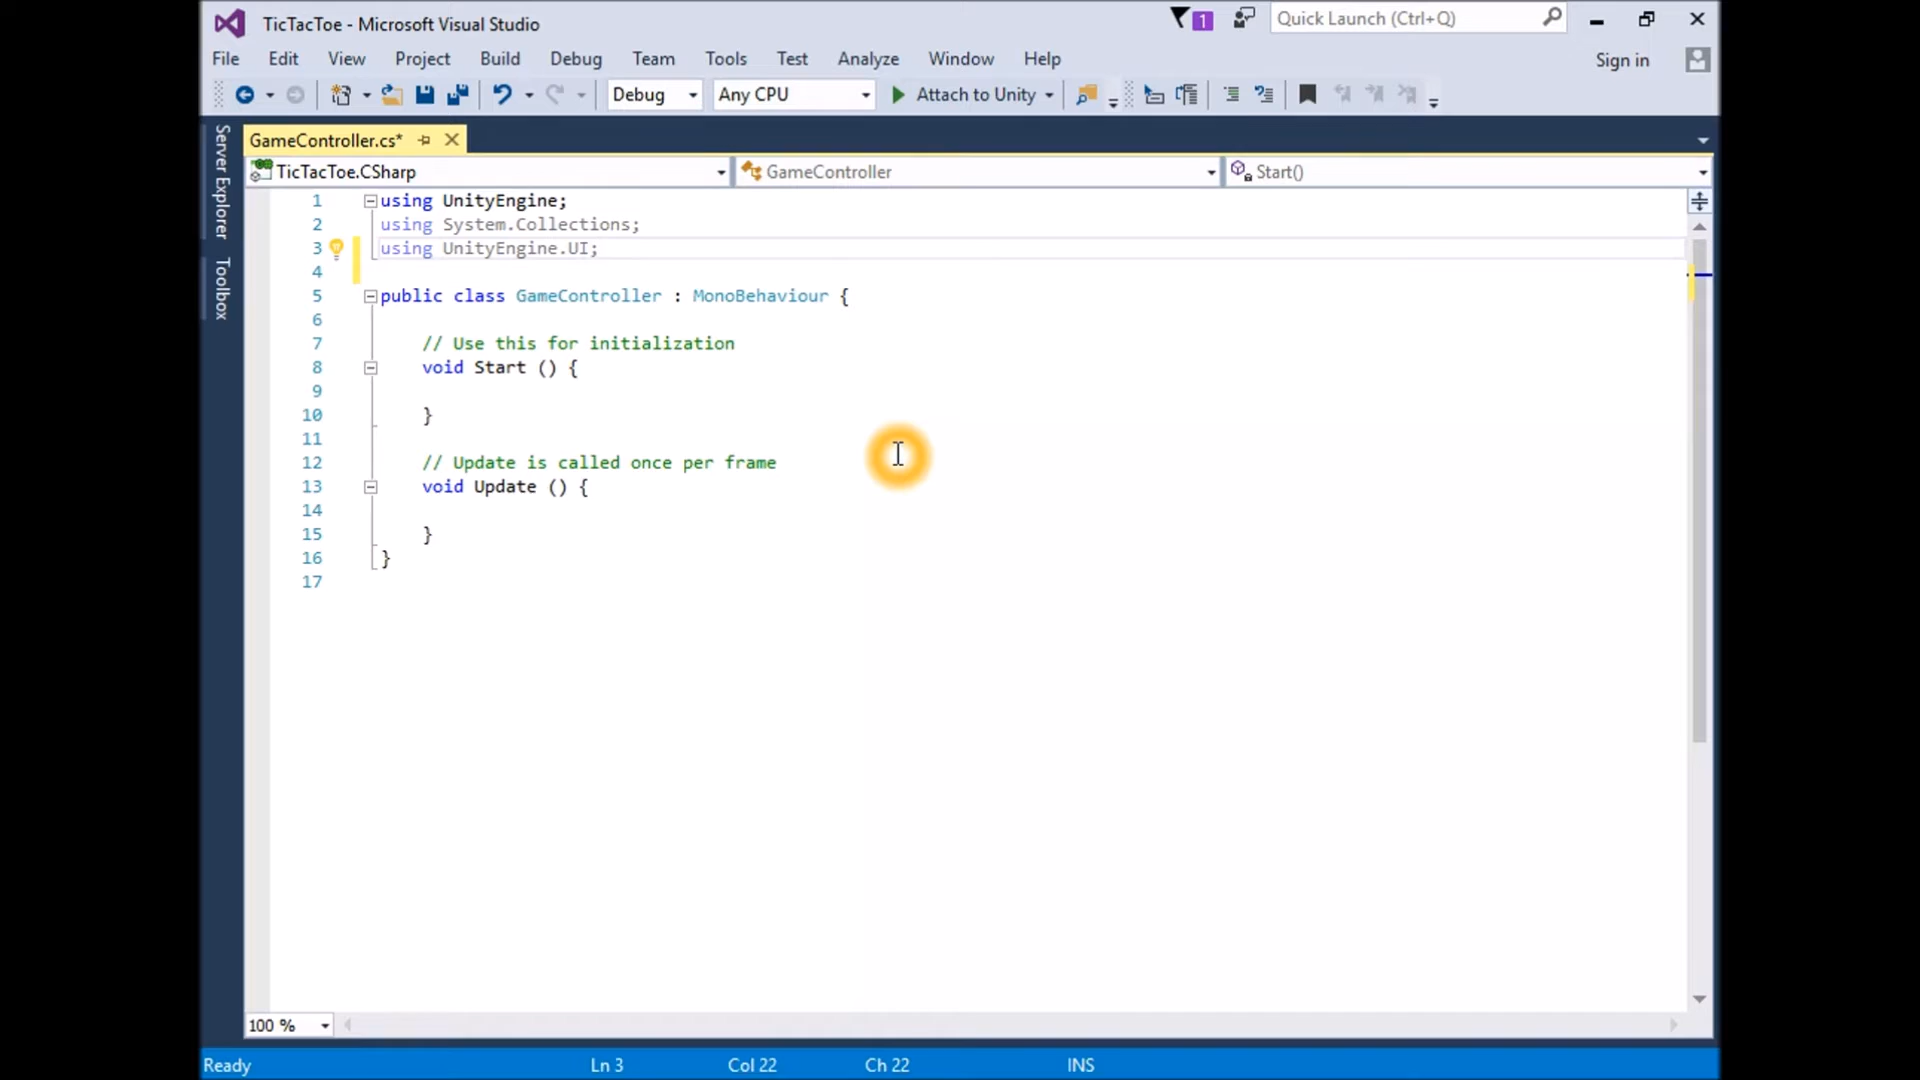 TicTacToe - Microsoft Visual Studio
1
Quick Launch (Ctrl+Q)
File Edit View Project Build Debug Team Tools Test Analyze Window Help
Sign in
Debug Any CPU Attach to Unity
Server Explorer
Toolbox
GameController.cs*
TicTacToe.CSharp GameController Start()
1 using UnityEngine;
2 using System.Collections;
3 using UnityEngine.UI;
4
5 public class GameController : MonoBehaviour {
6
7 // Use this for initialization
8 void Start () {
9
10 }
11
12 // Update is called once per frame
13 void Update () {
14
15 }
16 }
17
100 %
Ready Ln 3 Col 22 Ch 22 INS